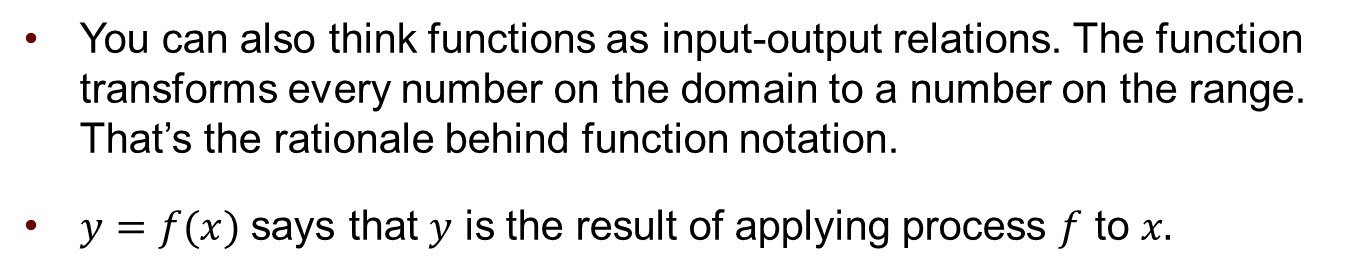 • You can also think functions as input-output relations. The function
transforms every number on the domain to a number on the range.
That’s the rationale behind function notation.
• y = f(x) says that y is the result of applying process f to x.